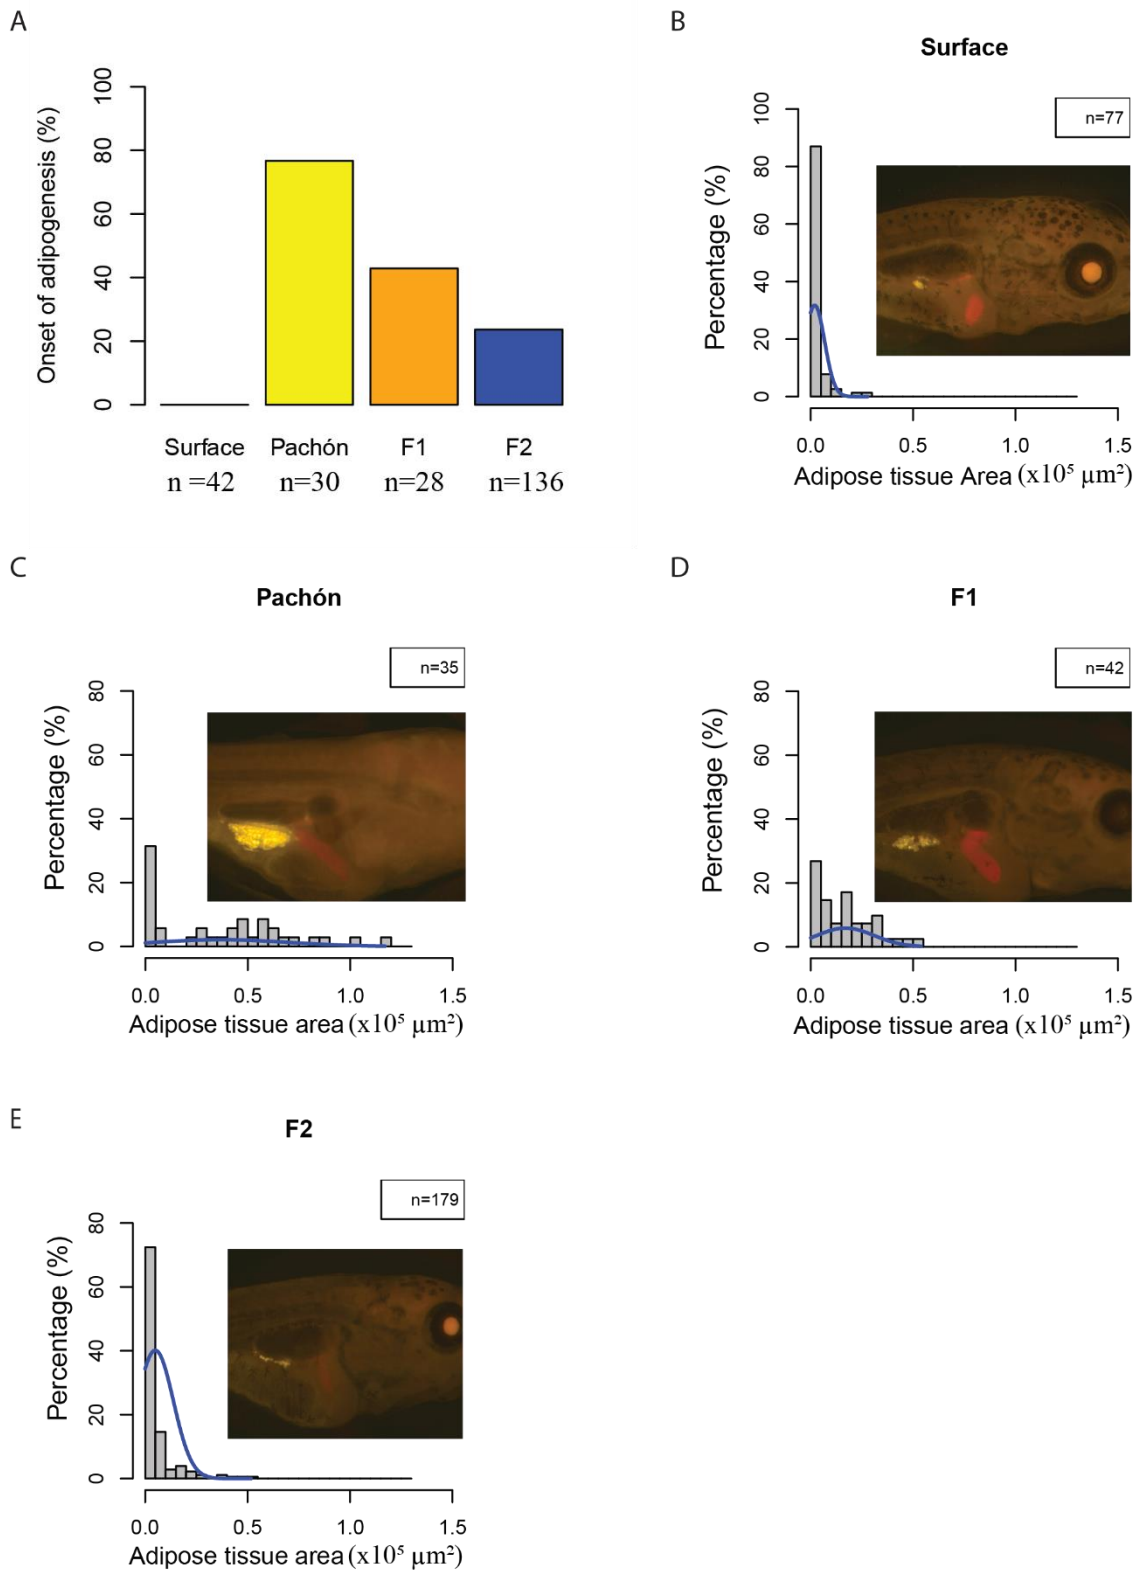 A
Onset of adipogenesis (%)
0 20 40 60 80 100
Surface Pachón F1 F2
n =42 n=30 n=28 n=136
B
Surface
n=77
Percentage (%)
0 20 40 60 80 100
0.0 0.5 1.0 1.5
Adipose tissue Area (x10⁵ µm²)
C
Pachón
n=35
Percentage (%)
0 20 40 60 80
0.0 0.5 1.0 1.5
Adipose tissue area (x10⁵ µm²)
D
F1
n=42
Percentage (%)
0 20 40 60 80
0.0 0.5 1.0 1.5
Adipose tissue area (x10⁵ µm²)
E
F2
n=179
Percentage (%)
0 20 40 60 80
0.0 0.5 1.0 1.5
Adipose tissue area (x10⁵ µm²)